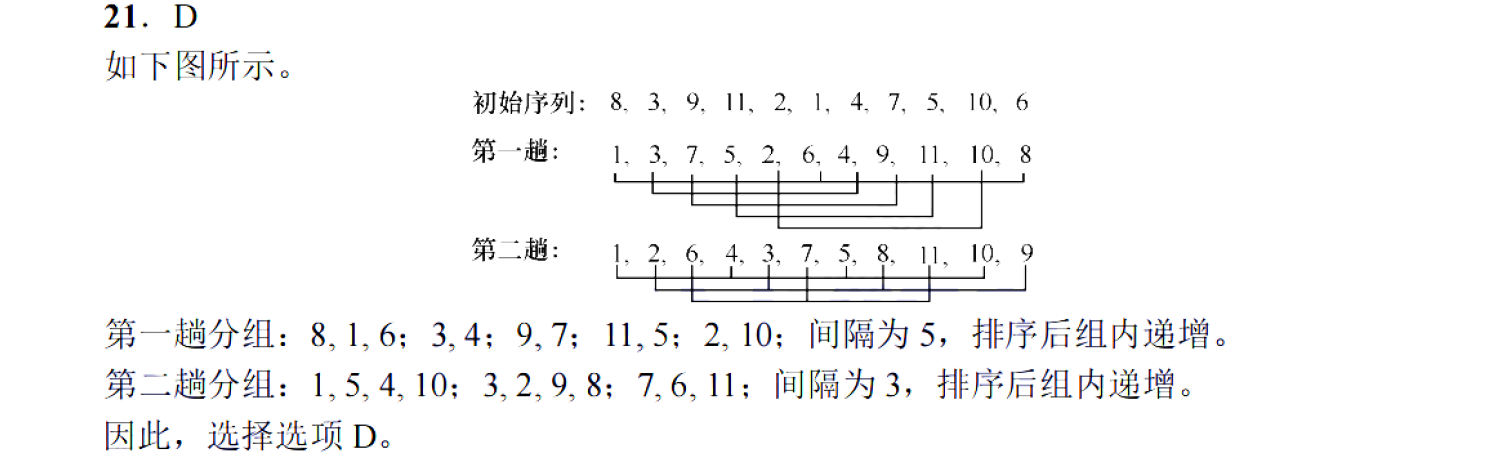 21．D
如下图所示。
初始序列： 8, 3, 9, 11, 2, 1, 4, 7, 5, 10, 6
第一趟： 1, 3, 7, 5, 2, 6, 4, 9, 11, 10, 8
第二趟： 1, 2, 6, 4, 3, 7, 5, 8, 11, 10, 9
第一趟分组：8, 1, 6；3, 4；9, 7；11, 5；2, 10；间隔为 5，排序后组内递增。
第二趟分组：1, 5, 4, 10；3, 2, 9, 8；7, 6, 11；间隔为 3，排序后组内递增。
因此，选择选项 D。